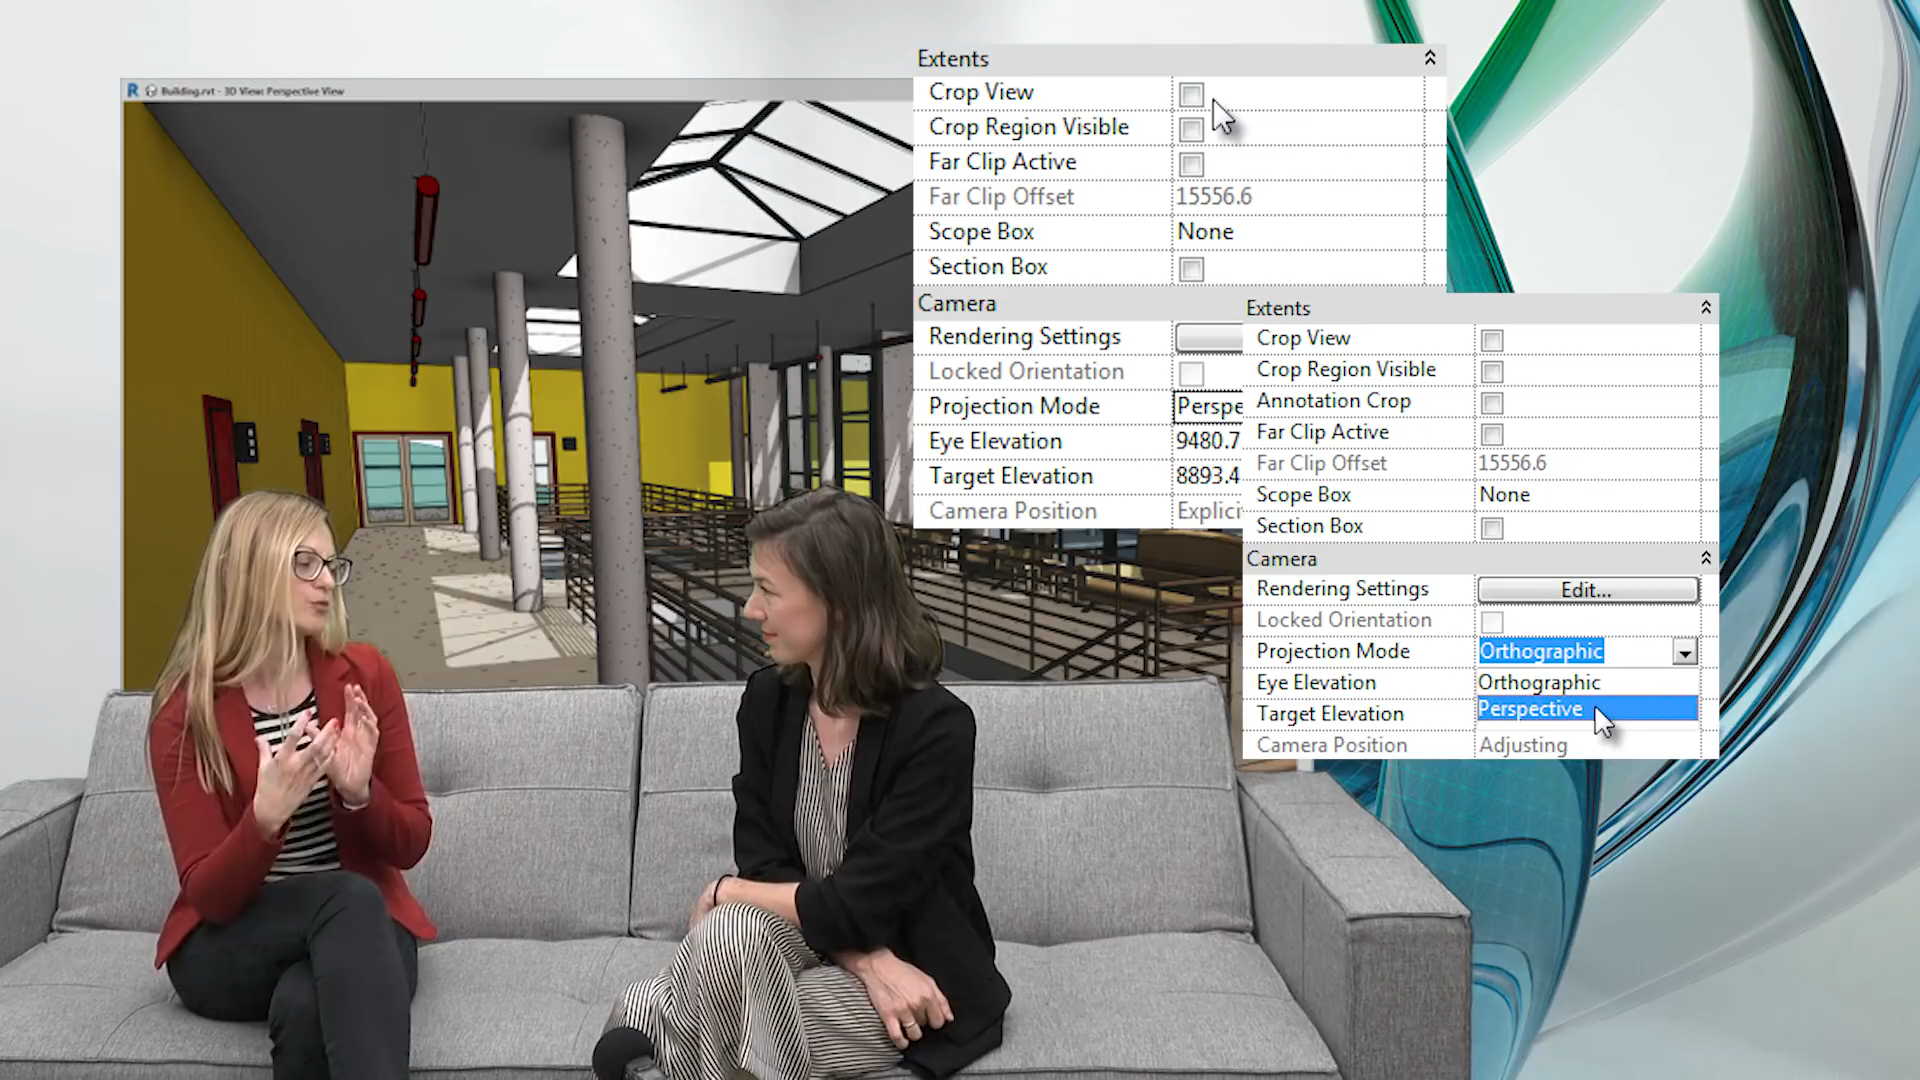 R Building.rvt - 3D View: Perspective View
Extents
Crop View
Crop Region Visible
Far Clip Active
Far Clip Offset 15556.6
Scope Box None
Section Box
Camera
Rendering Settings
Locked Orientation
Projection Mode Perspe
Eye Elevation 9480.7
Target Elevation 8893.4
Camera Position Explici
Extents
Crop View
Crop Region Visible
Annotation Crop
Far Clip Active
Far Clip Offset 15556.6
Scope Box None
Section Box
Camera
Rendering Settings Edit...
Locked Orientation
Projection Mode Orthographic
Eye Elevation Orthographic
Target Elevation Perspective
Camera Position Adjusting